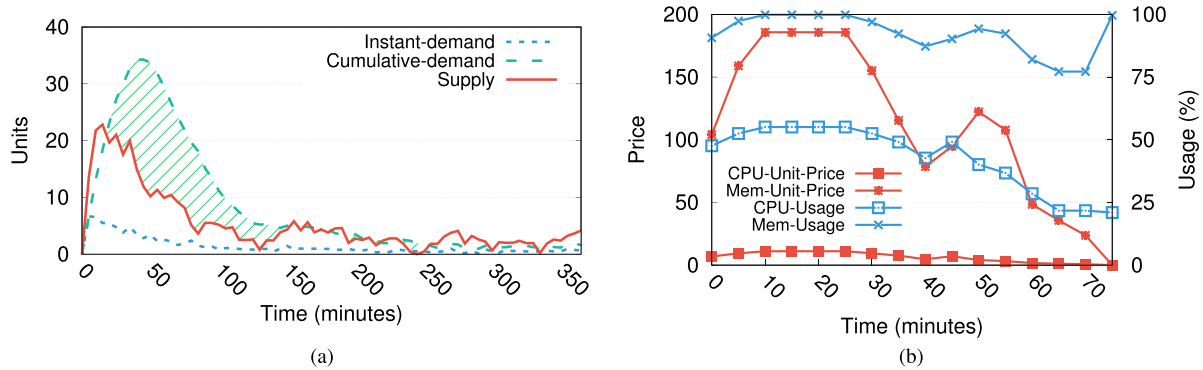 40
30
20
10
0
Units
Instant-demand
Cumulative-demand
Supply
0 50 100 150 200 250 300 350
Time (minutes)
(a)
200
150
100
50
0
Price
CPU-Unit-Price
Mem-Unit-Price
CPU-Usage
Mem-Usage
100
75
50
25
0
Usage (%)
0 10 20 30 40 50 60 70
Time (minutes)
(b)